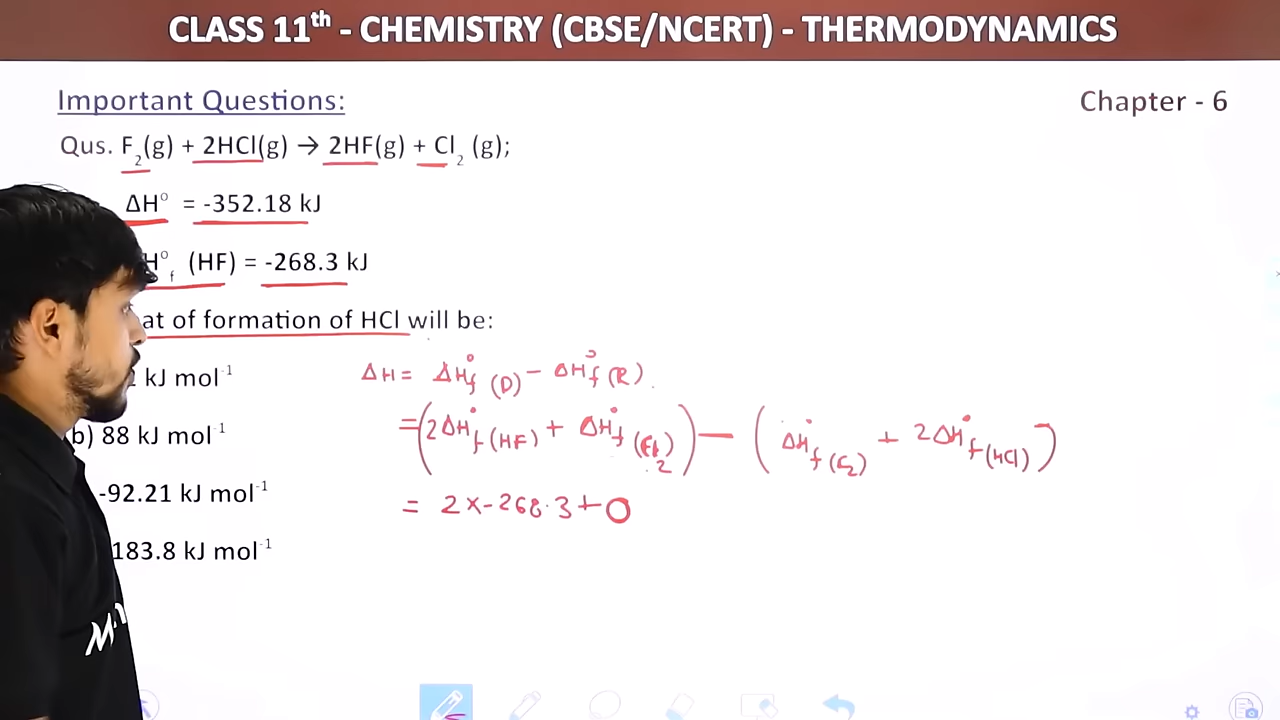 CLASS 11th - CHEMISTRY (CBSE/NCERT) - THERMODYNAMICS
Important Questions:
Chapter - 6
Qus. F₂(g) + 2HCl(g) → 2HF(g) + Cl₂ (g);
ΔH° = -352.18 kJ
H°f (HF) = -268.3 kJ
at of formation of HCl will be:
kJ mol⁻¹
b) 88 kJ mol⁻¹
-92.21 kJ mol⁻¹
183.8 kJ mol⁻¹
ΔH = ΔH°f (P) - ΔH°f (R).
= (2ΔH°f(HF) + ΔH°f ( ₂)) - (ΔH°f( ₂) + 2ΔH°f(HCl))
= 2x-268.3+0